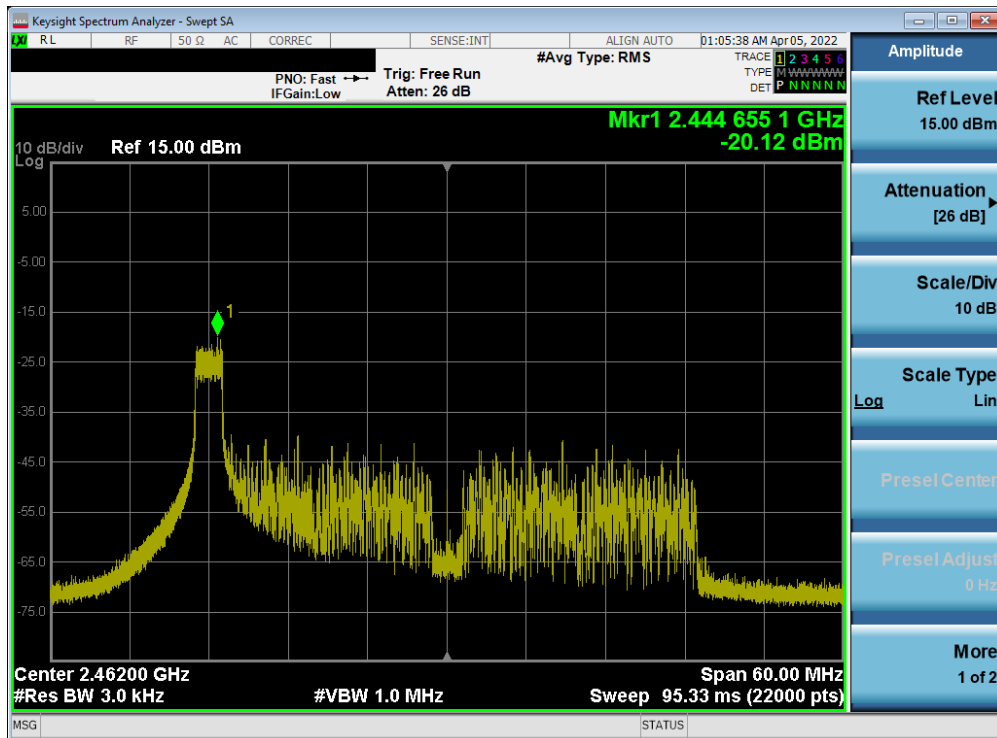 Keysight Spectrum Analyzer - Swept SA
LXI RL RF 50 Ω AC CORREC SENSE:INT ALIGN AUTO 01:05:38 AM Apr 05, 2022
#Avg Type: RMS
TRACE 1 2 3 4 5 6
PNO: Fast Trig: Free Run
TYPE M WWWWW
IFGain:Low Atten: 26 dB
DET P N N N N N
Mkr1 2.444 655 1 GHz
-20.12 dBm
10 dB/div Ref 15.00 dBm
Log
5.00
-5.00
-15.0
-25.0
-35.0
-45.0
-55.0
-65.0
-75.0
1
Center 2.46200 GHz Span 60.00 MHz
#Res BW 3.0 kHz #VBW 1.0 MHz Sweep 95.33 ms (22000 pts)
MSG STATUS
Amplitude
Ref Level
15.00 dBm
Attenuation
[26 dB]
Scale/Div
10 dB
Scale Type
Log Lin
Presel Center
Presel Adjust
0 Hz
More
1 of 2